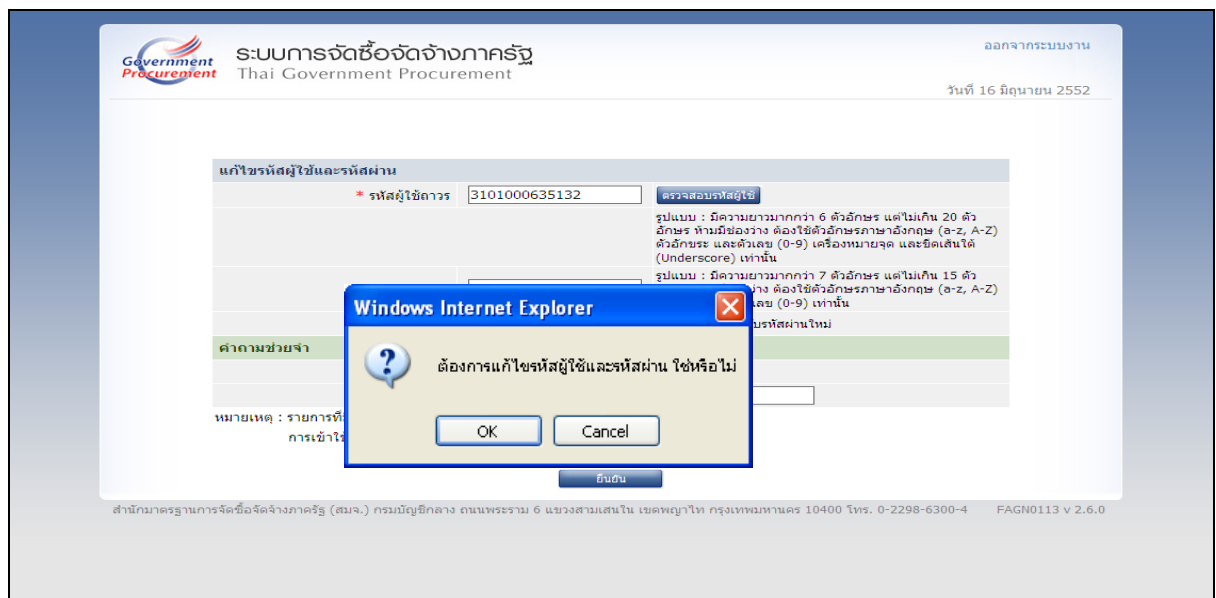 Government
Procurement
ระบบการจัดซื้อจัดจ้างภาครัฐ
Thai Government Procurement
ออกจากระบบงาน
วันที่ 16 มิถุนายน 2552
แก้ไขรหัสผู้ใช้และรหัสผ่าน
* รหัสผู้ใช้ถาวร 3101000635132 ตรวจสอบรหัสผู้ใช้
รูปแบบ : มีความยาวมากกว่า 6 ตัวอักษร แต่ไม่เกิน 20 ตัว
อักษร ห้ามมีช่องว่าง ต้องใช้ตัวอักษรภาษาอังกฤษ (a-z, A-Z)
ตัวอักขระ และตัวเลข (0-9) เครื่องหมายจุด และขีดเส้นใต้
(Underscore) เท่านั้น
รูปแบบ : มีความยาวมากกว่า 7 ตัวอักษร แต่ไม่เกิน 15 ตัว
ต้องใช้ตัวอักษรภาษาอังกฤษ (a-z, A-Z)
(0-9) เท่านั้น
รหัสผ่านใหม่
Windows Internet Explorer
ต้องการแก้ไขรหัสผู้ใช้และรหัสผ่าน ใช่หรือไม่
OK Cancel
คำถามช่วยจำ
หมายเหตุ : รายการที่
การเข้าใช้
ยืนยัน
สำนักมาตรฐานการจัดซื้อจัดจ้างภาครัฐ (สมจ.) กรมบัญชีกลาง ถนนพระราม 6 แขวงสามเสนใน เขตพญาไท กรุงเทพมหานคร 10400 โทร. 0-2298-6300-4 FAGN0113 v 2.6.0